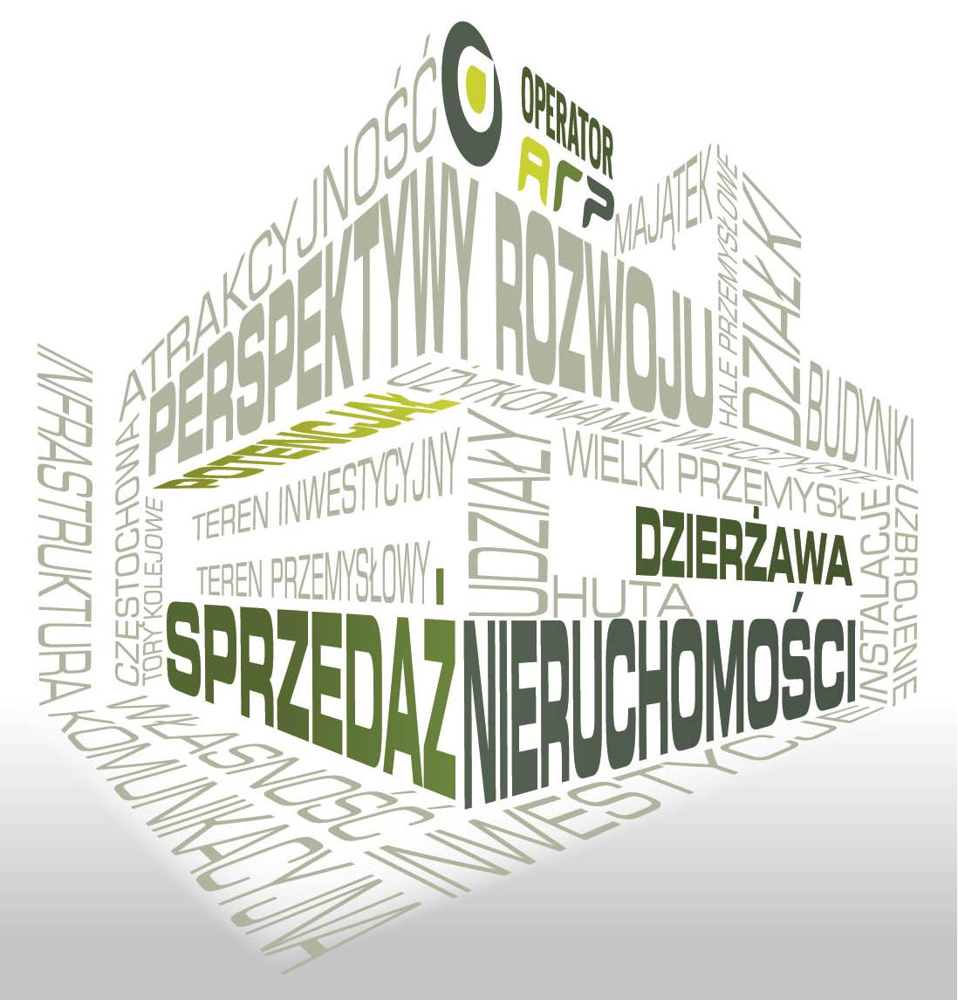 OPERATOR
ARP
ATRAKCYJNOŚĆ
PERSPEKTYWY ROZWOJU
MAJĄTEK
HALE PRZEMYSŁOWE
DZIAŁKI
BUDYNKI
UŻYTKOWANIE WIECZYSTE
POTENCJAŁ
INFRASTRUKTURA
KOMUNIKACYJNA
CZĘSTOCHOWA
TORY KOLEJOWE
TEREN INWESTYCYJNY
TEREN PRZEMYSŁOWY
UDZIAŁY
WIELKI PRZEMYSŁ
DZIERŻAWA
HUTA
INSTALACJE
UZBROJENIE
SPRZEDAŻ NIERUCHOMOŚCI
WŁASNOŚĆ
INWESTYCJE